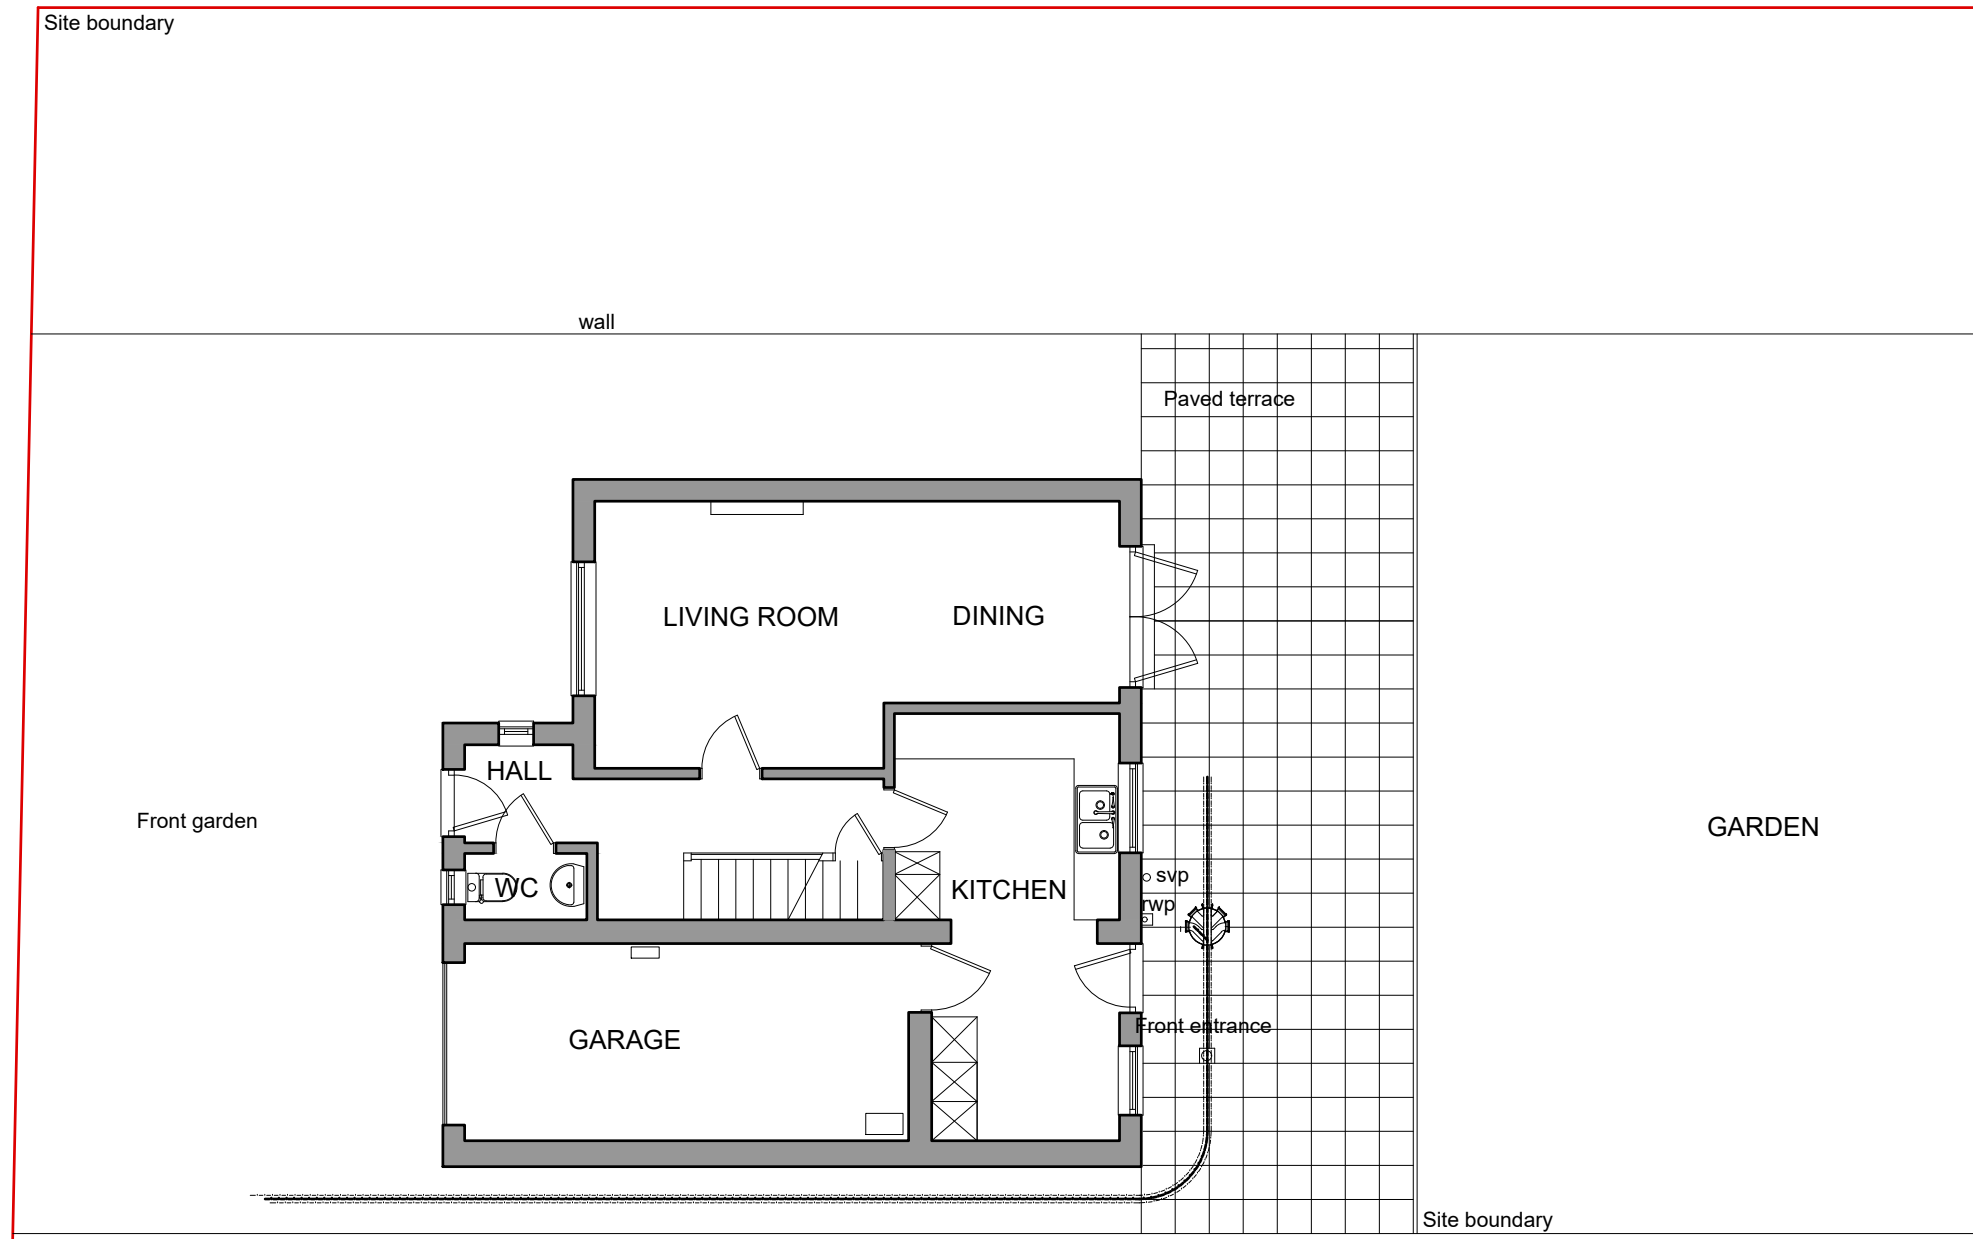 Site boundary
wall
Paved terrace
LIVING ROOM
DINING
HALL
Front garden
GARDEN
WC
KITCHEN
svp
rwp
Front entrance
GARAGE
Site boundary